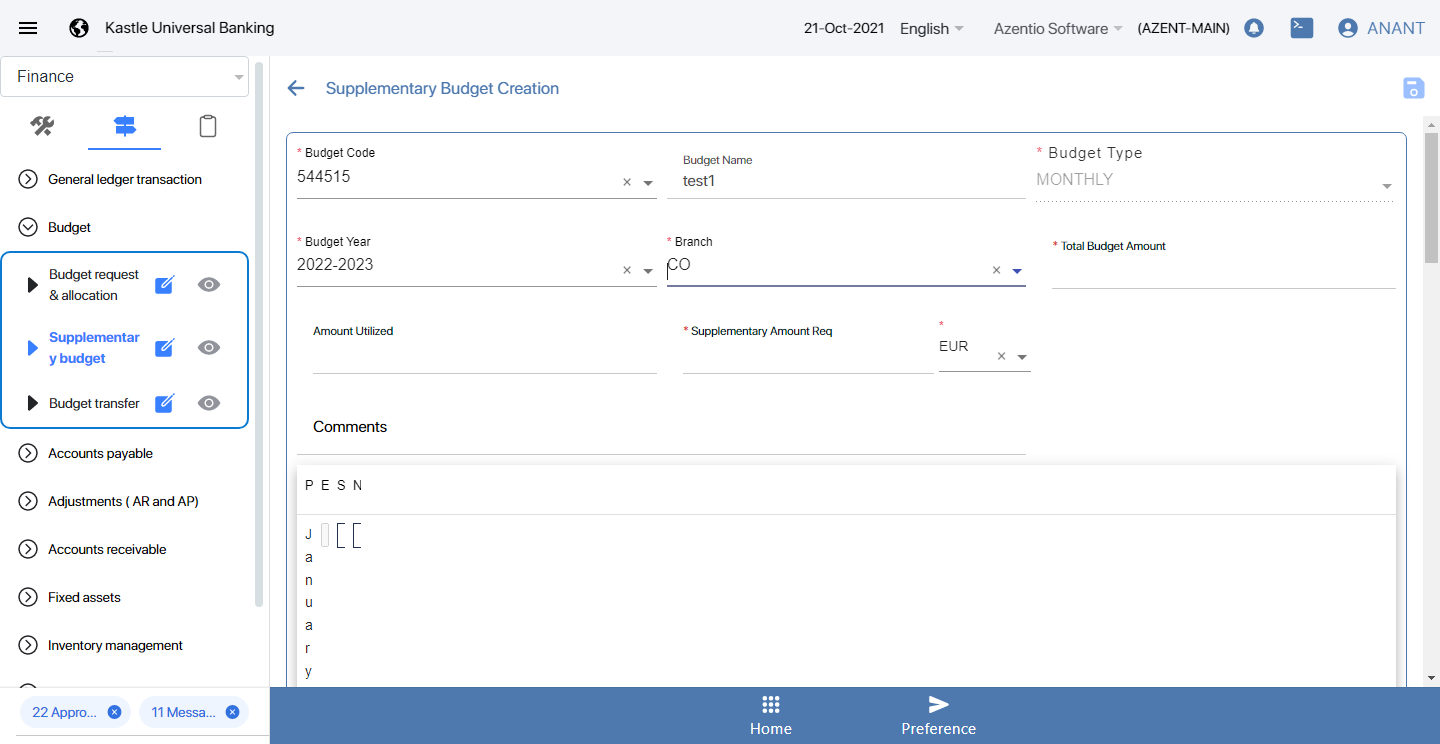 Kastle Universal Banking
21-Oct-2021
English
Azentio Software
(AZENT-MAIN)
ANANT
Finance
General ledger transaction
Budget
Budget request
& allocation
Supplementar
y budget
Budget transfer
Accounts payable
Adjustments ( AR and AP)
Accounts receivable
Fixed assets
Inventory management
22 Appro...
11 Messa...
Supplementary Budget Creation
* Budget Code
544515
Budget Name
test1
* Budget Type
MONTHLY
* Budget Year
2022-2023
* Branch
CO
* Total Budget Amount
Amount Utilized
* Supplementary Amount Req
*
EUR
Comments
P E S N
J
a
n
u
a
r
y
Home
Preference